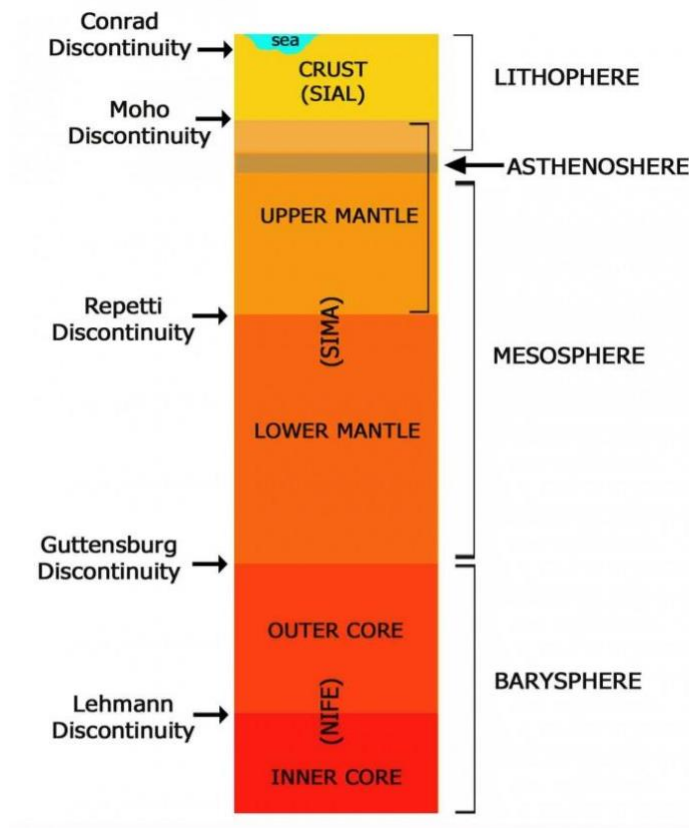 Conrad
Discontinuity
sea
CRUST
(SIAL)
LITHOPHERE
Moho
Discontinuity
ASTHENOSHERE
UPPER MANTLE
Repetti
Discontinuity
(SIMA)
MESOSPHERE
LOWER MANTLE
Guttensburg
Discontinuity
OUTER CORE
BARYSPHERE
Lehmann
Discontinuity
(NIFE)
INNER CORE